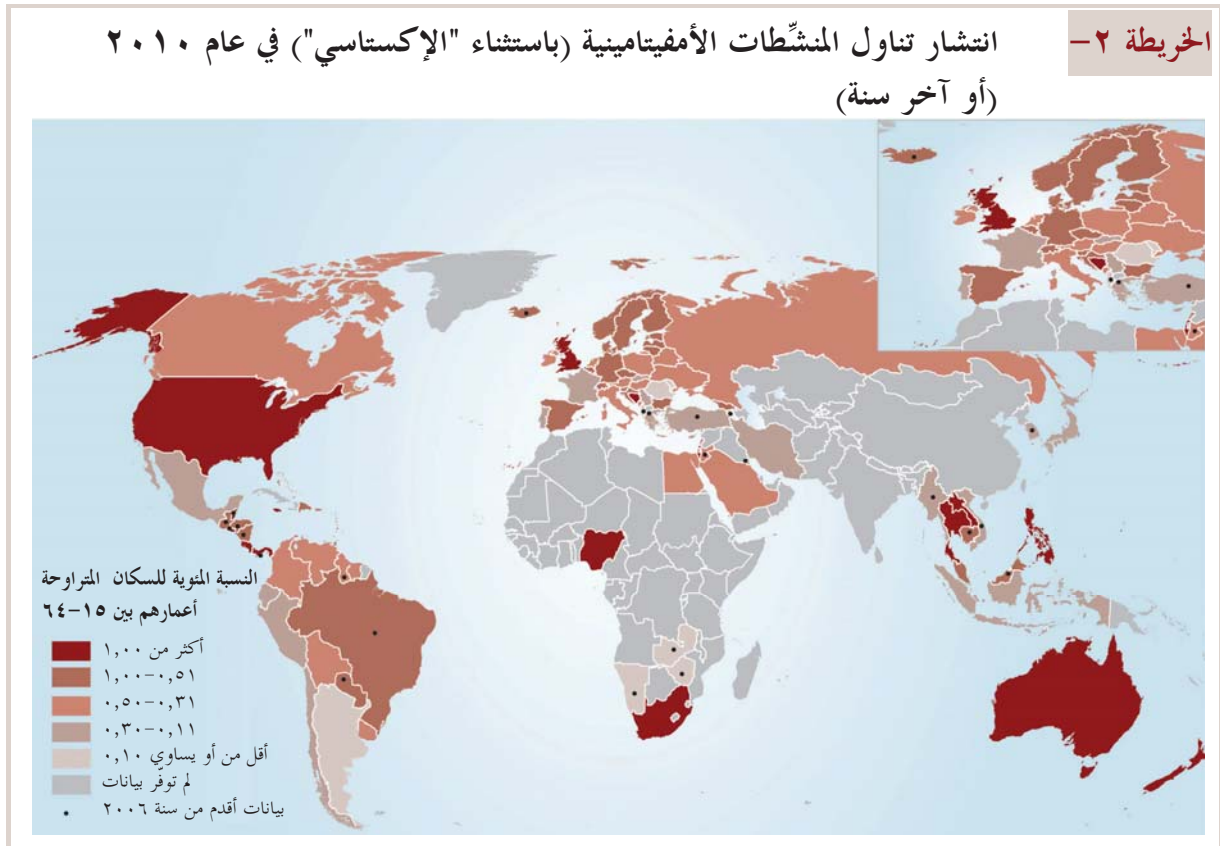 الخريطة ٢-
انتشار تناول المنشِّطات الأمفيتامينية (باستثناء "الإكستاسي") في عام ٢٠١٠
(أو آخر سنة)
النسبة المئوية للسكان المتراوحة
أعمارهم بين ١٥-٦٤
أكثر من ١,٠٠
١,٠٠-٠,٥١
٠,٥٠-٠,٣١
٠,٣٠-٠,١١
أقل من أو يساوي ٠,١٠
لم توفّر بيانات
بيانات أقدم من سنة ٢٠٠٦